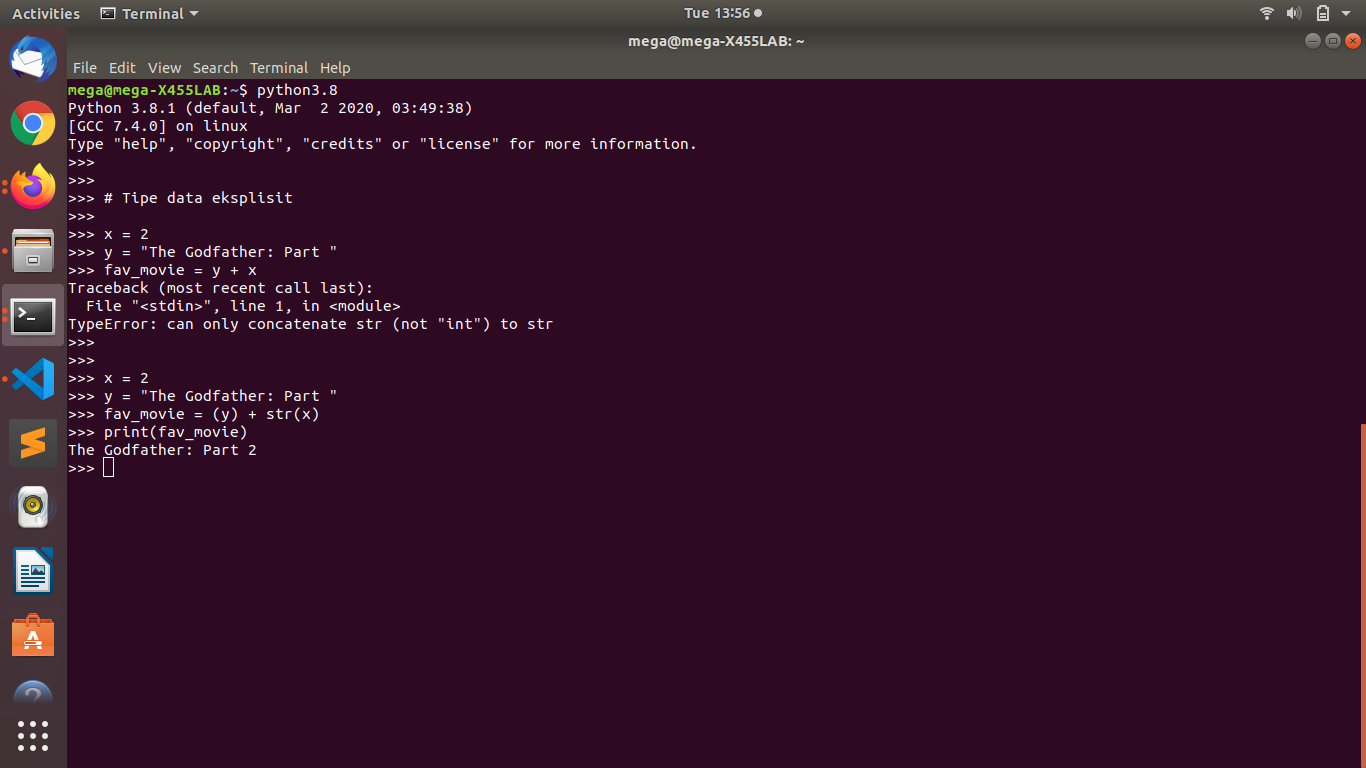 Activities Terminal Tue 13:56
mega@mega-X455LAB: ~
File Edit View Search Terminal Help
mega@mega-X455LAB:~$ python3.8
Python 3.8.1 (default, Mar  2 2020, 03:49:38)
[GCC 7.4.0] on linux
Type "help", "copyright", "credits" or "license" for more information.
>>>
>>>
>>> # Tipe data eksplisit
>>>
>>> x = 2
>>> y = "The Godfather: Part "
>>> fav_movie = y + x
Traceback (most recent call last):
  File "<stdin>", line 1, in <module>
TypeError: can only concatenate str (not "int") to str
>>>
>>>
>>> x = 2
>>> y = "The Godfather: Part "
>>> fav_movie = (y) + str(x)
>>> print(fav_movie)
The Godfather: Part 2
>>>